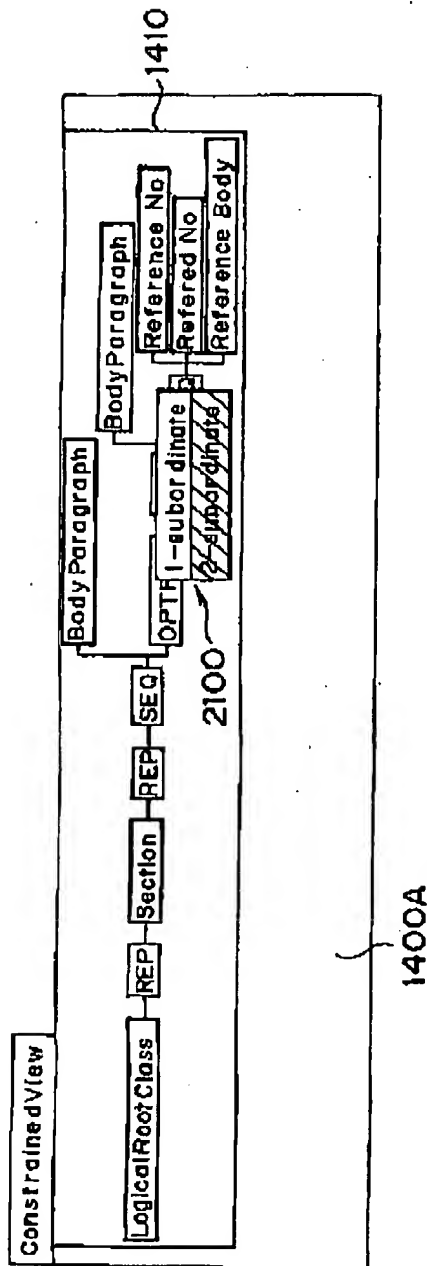 ConstrainedView
1410
LogicalRootClass
REP
Section
REP
SEQ
BodyParagraph
OPTR
BodyParagraph
1-subordinate
2-subordinate
Reference No
Refered No
Reference Body
2100
1400A